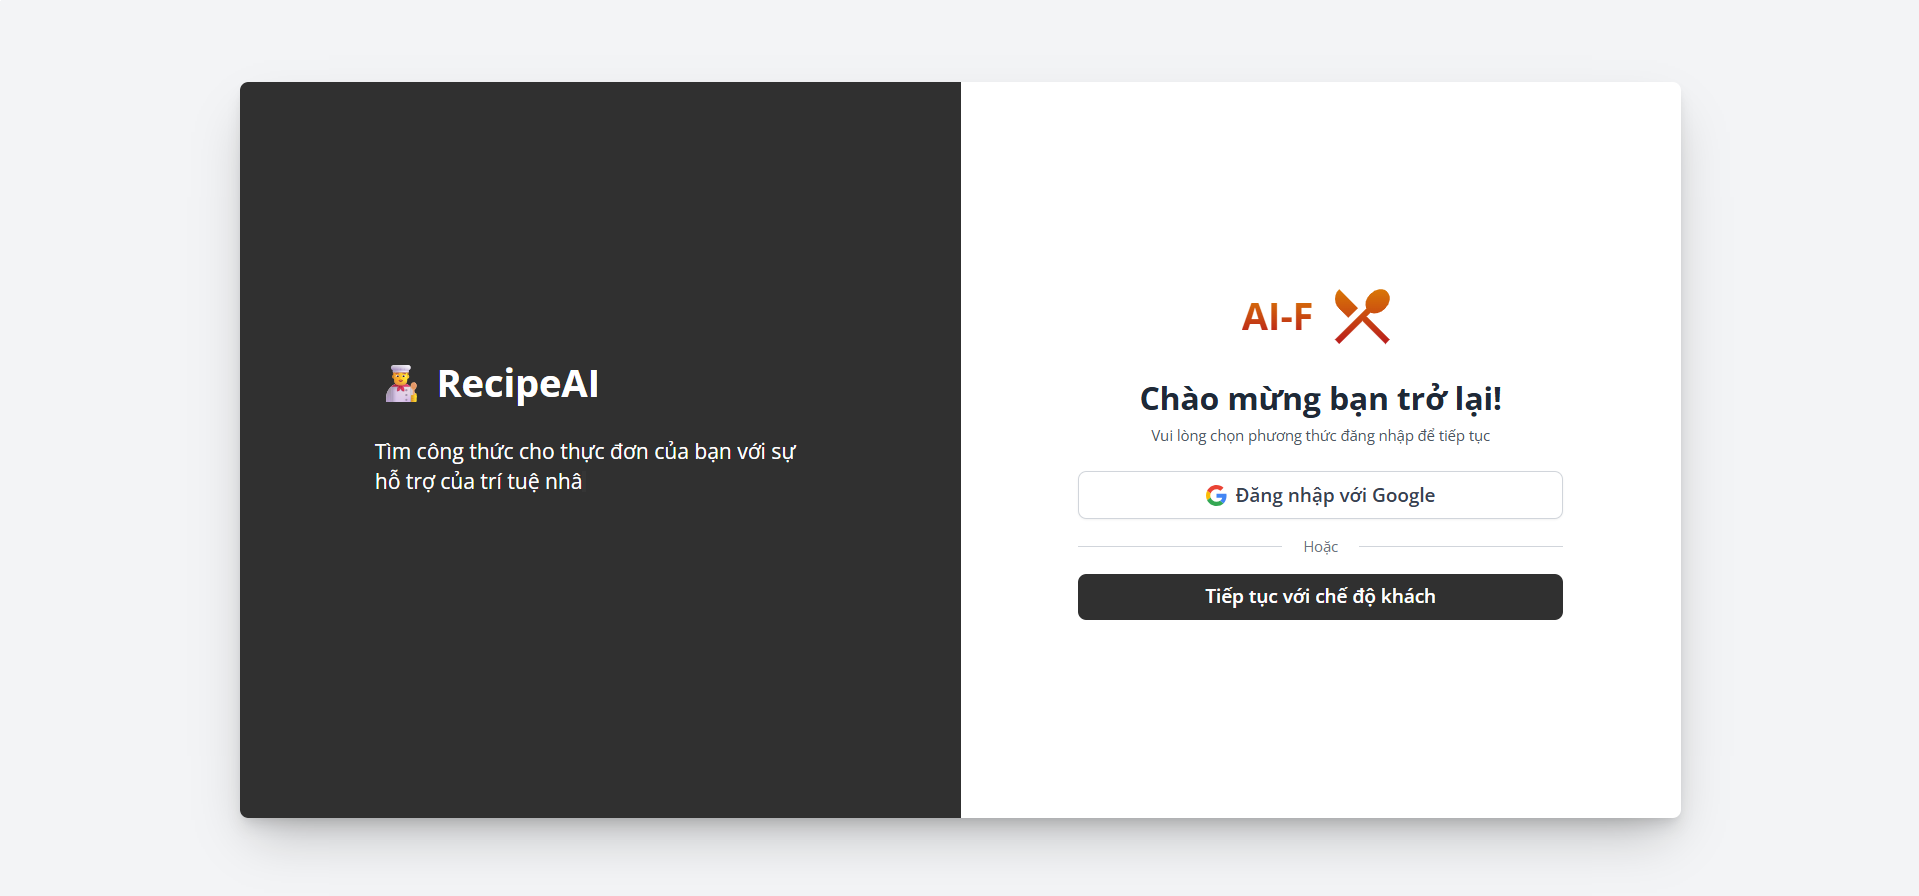 RecipeAI
Tìm công thức cho thực đơn của bạn với sự
hỗ trợ của trí tuệ nhâ
AI-F
Chào mừng bạn trở lại!
Vui lòng chọn phương thức đăng nhập để tiếp tục
Đăng nhập với Google
Hoặc
Tiếp tục với chế độ khách